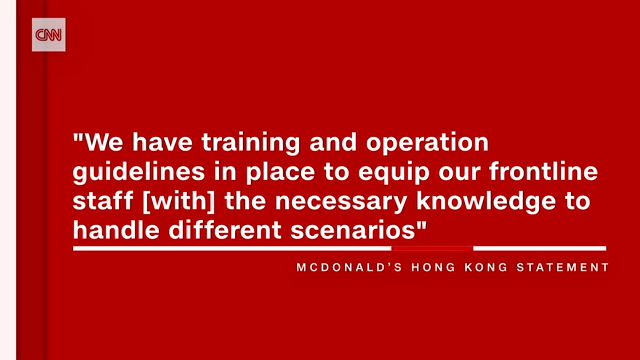 CNN
"We have training and operation
guidelines in place to equip our frontline
staff [with] the necessary knowledge to
handle different scenarios"
MCDONALD'S HONG KONG STATEMENT